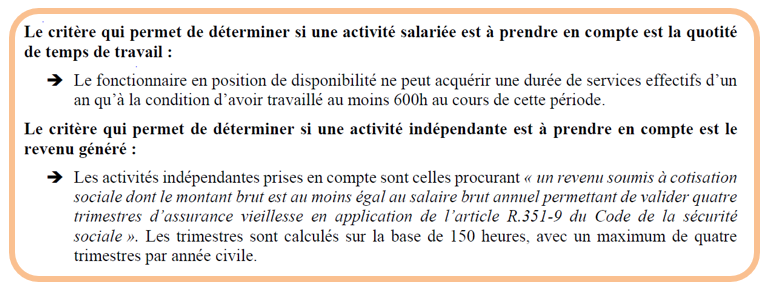 Le critère qui permet de déterminer si une activité salariée est à prendre en compte est la quotité
de temps de travail :
➔ Le fonctionnaire en position de disponibilité ne peut acquérir une durée de services effectifs d’un
an qu’à la condition d’avoir travaillé au moins 600h au cours de cette période.
Le critère qui permet de déterminer si une activité indépendante est à prendre en compte est le
revenu généré :
➔ Les activités indépendantes prises en compte sont celles procurant « un revenu soumis à cotisation
sociale dont le montant brut est au moins égal au salaire brut annuel permettant de valider quatre
trimestres d’assurance vieillesse en application de l’article R.351-9 du Code de la sécurité
sociale ». Les trimestres sont calculés sur la base de 150 heures, avec un maximum de quatre
trimestres par année civile.